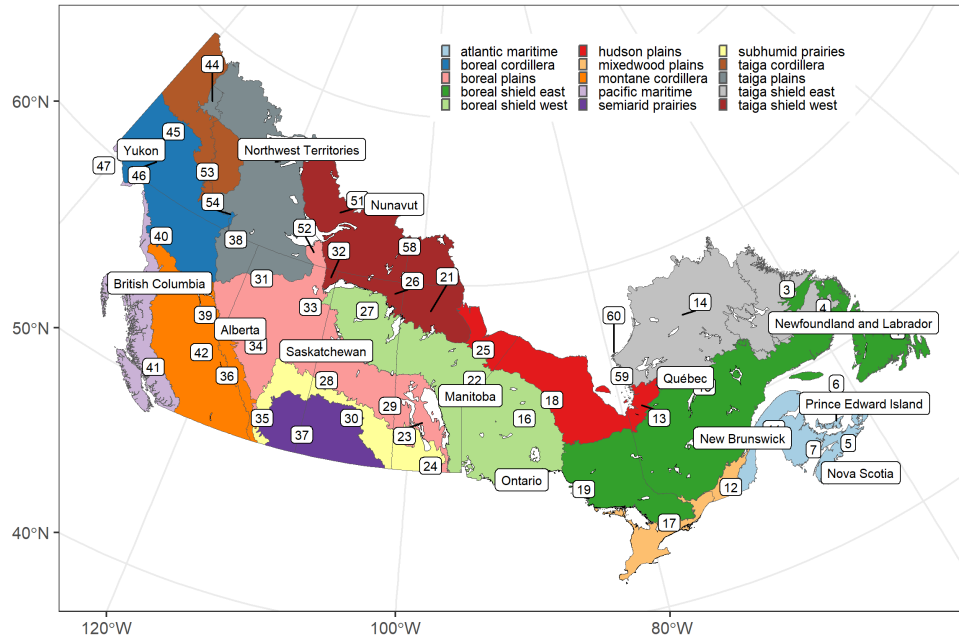 atlantic maritime
boreal cordillera
boreal plains
boreal shield east
boreal shield west
hudson plains
mixedwood plains
montane cordillera
pacific maritime
semiarid prairies
subhumid prairies
taiga cordillera
taiga plains
taiga shield east
taiga shield west
60°N
50°N
40°N
120°W
100°W
80°W
44
45
Yukon
Northwest Territories
47
46
53
54
51
Nunavut
52
40
38
32
58
British Columbia
31
26
21
3
14
4
33
27
39
60
Newfoundland and Labrador
Alberta
34
42
Saskatchewan
25
41
36
28
22
59
Québec
6
Manitoba
29
18
Prince Edward Island
35
30
16
13
37
23
New Brunswick
7
5
24
Ontario
19
12
Nova Scotia
17